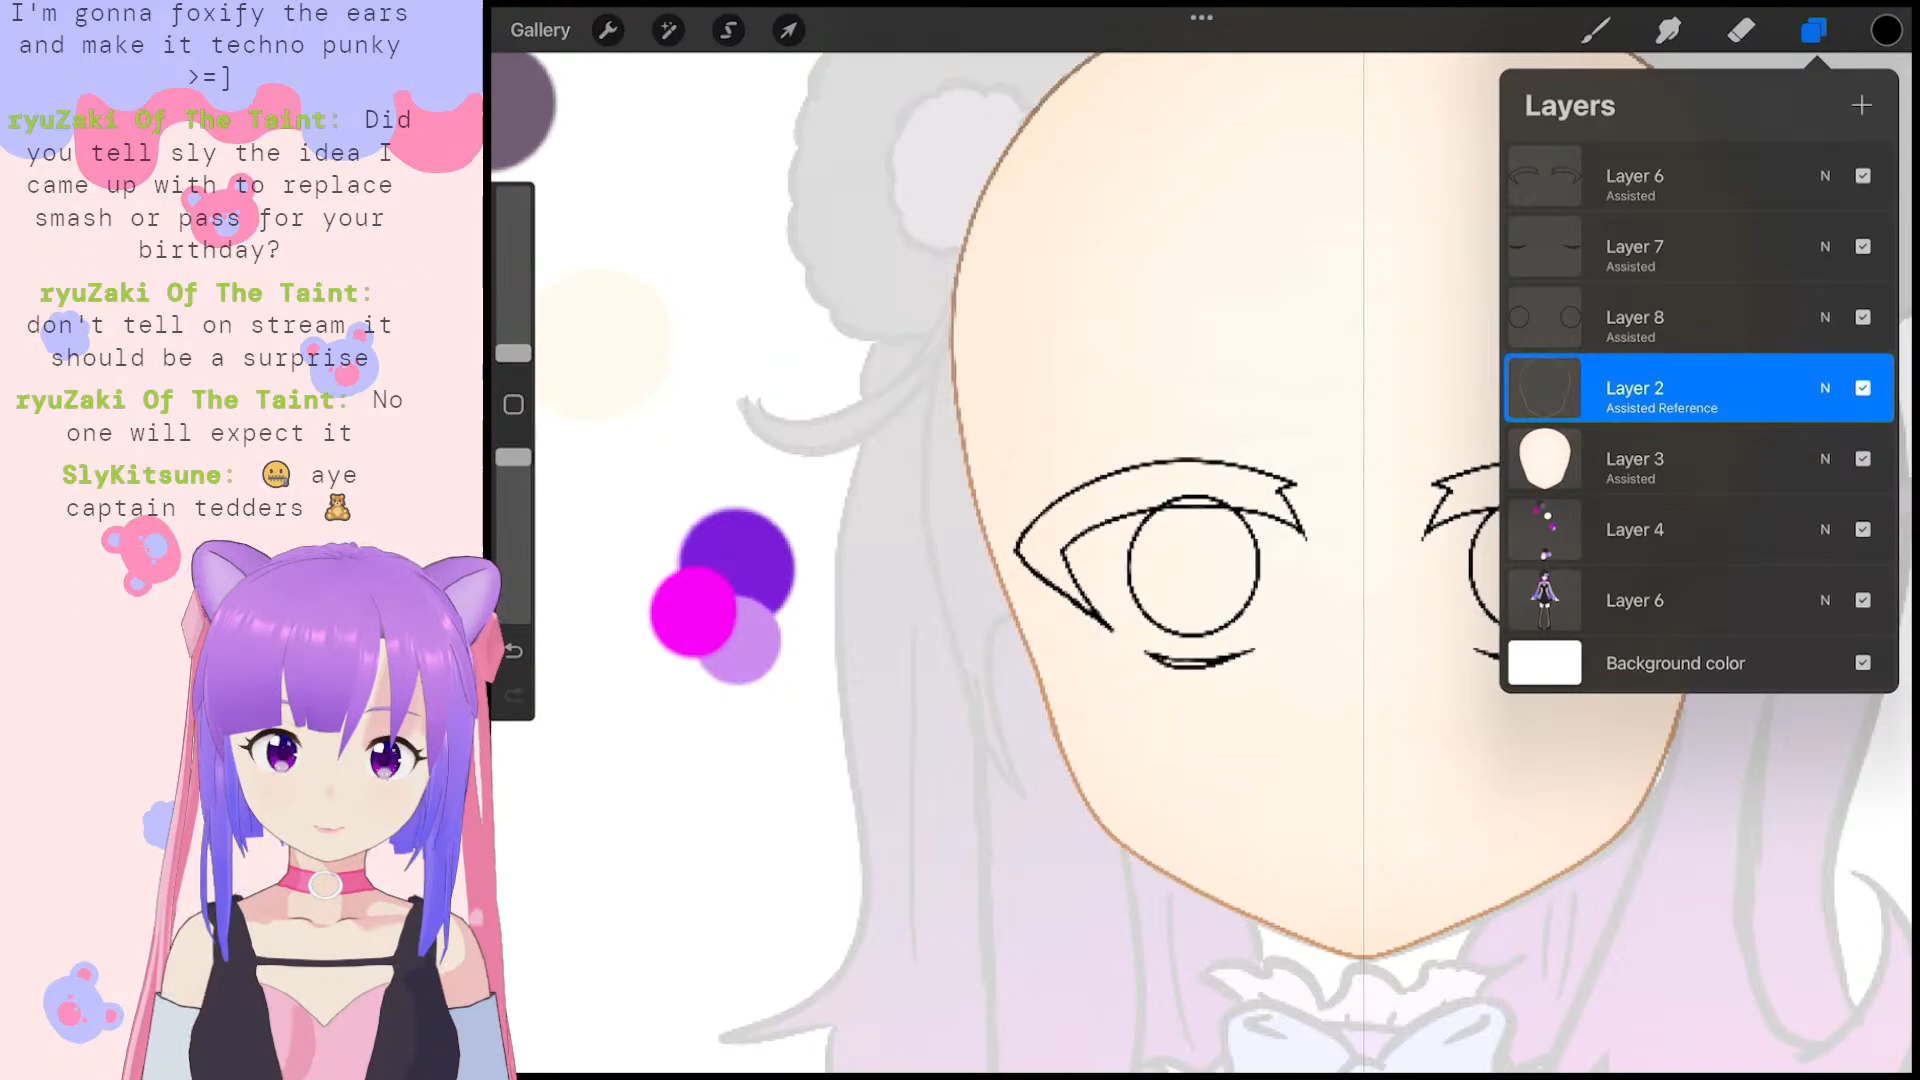 I'm gonna foxify the ears
and make it techno punky
>=]
ryuZaki Of The Taint: Did
you tell sly the idea I
came up with to replace
smash or pass for your
birthday?
ryuZaki Of The Taint:
don't tell on stream it
should be a surprise
ryuZaki Of The Taint: No
one will expect it
SlyKitsune: 🤐 aye
captain tedders 🧸
Gallery
Layers
Layer 6 N
Assisted
Layer 7 N
Assisted
Layer 8 N
Assisted
Layer 2 N
Assisted Reference
Layer 3 N
Assisted
Layer 4 N
Layer 6 N
Background color